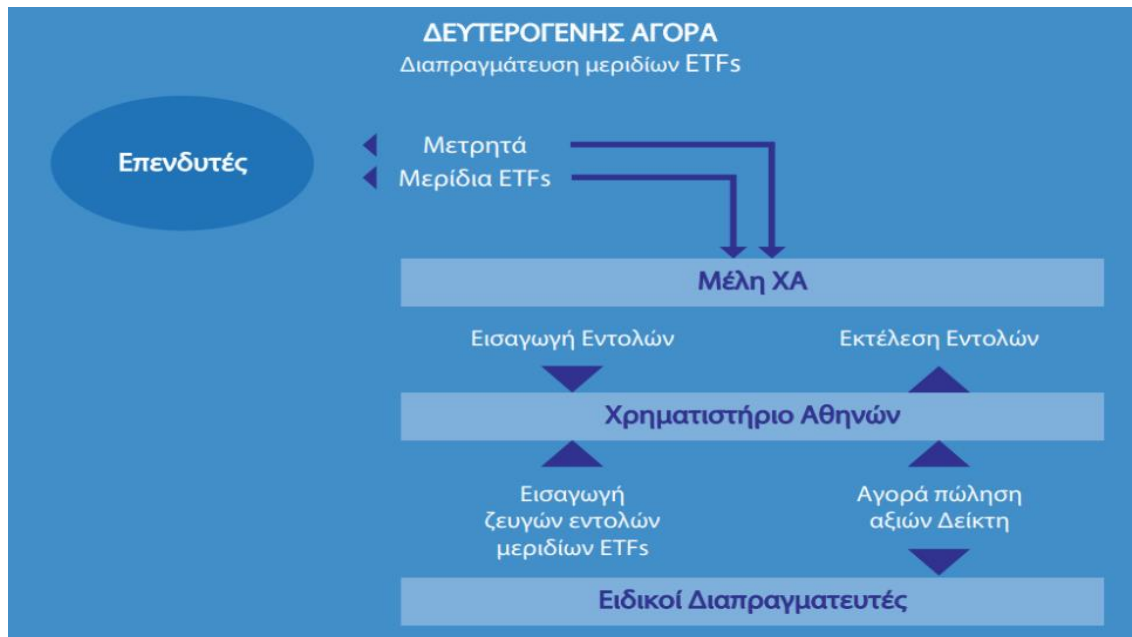 ΔΕΥΤΕΡΟΓΕΝΗΣ ΑΓΟΡΑ
Διαπραγμάτευση μεριδίων ETFs
Επενδυτές
Μετρητά
Μερίδια ETFs
Μέλη ΧΑ
Εισαγωγή Εντολών
Εκτέλεση Εντολών
Χρηματιστήριο Αθηνών
Εισαγωγή
ζευγών εντολών
μεριδίων ETFs
Αγορά πώληση
αξιών Δείκτη
Ειδικοί Διαπραγματευτές